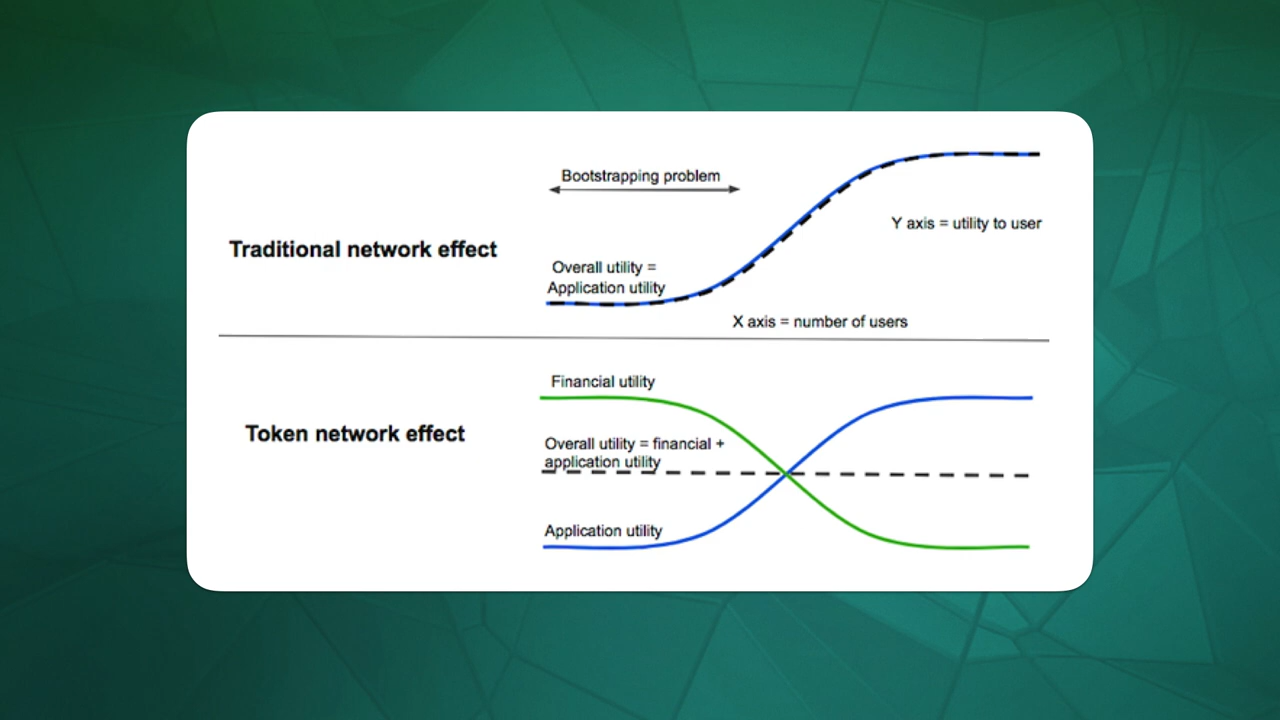 Bootstrapping problem
Y axis = utility to user
Traditional network effect
Overall utility =
Application utility
X axis = number of users
Financial utility
Token network effect
Overall utility = financial +
application utility
Application utility